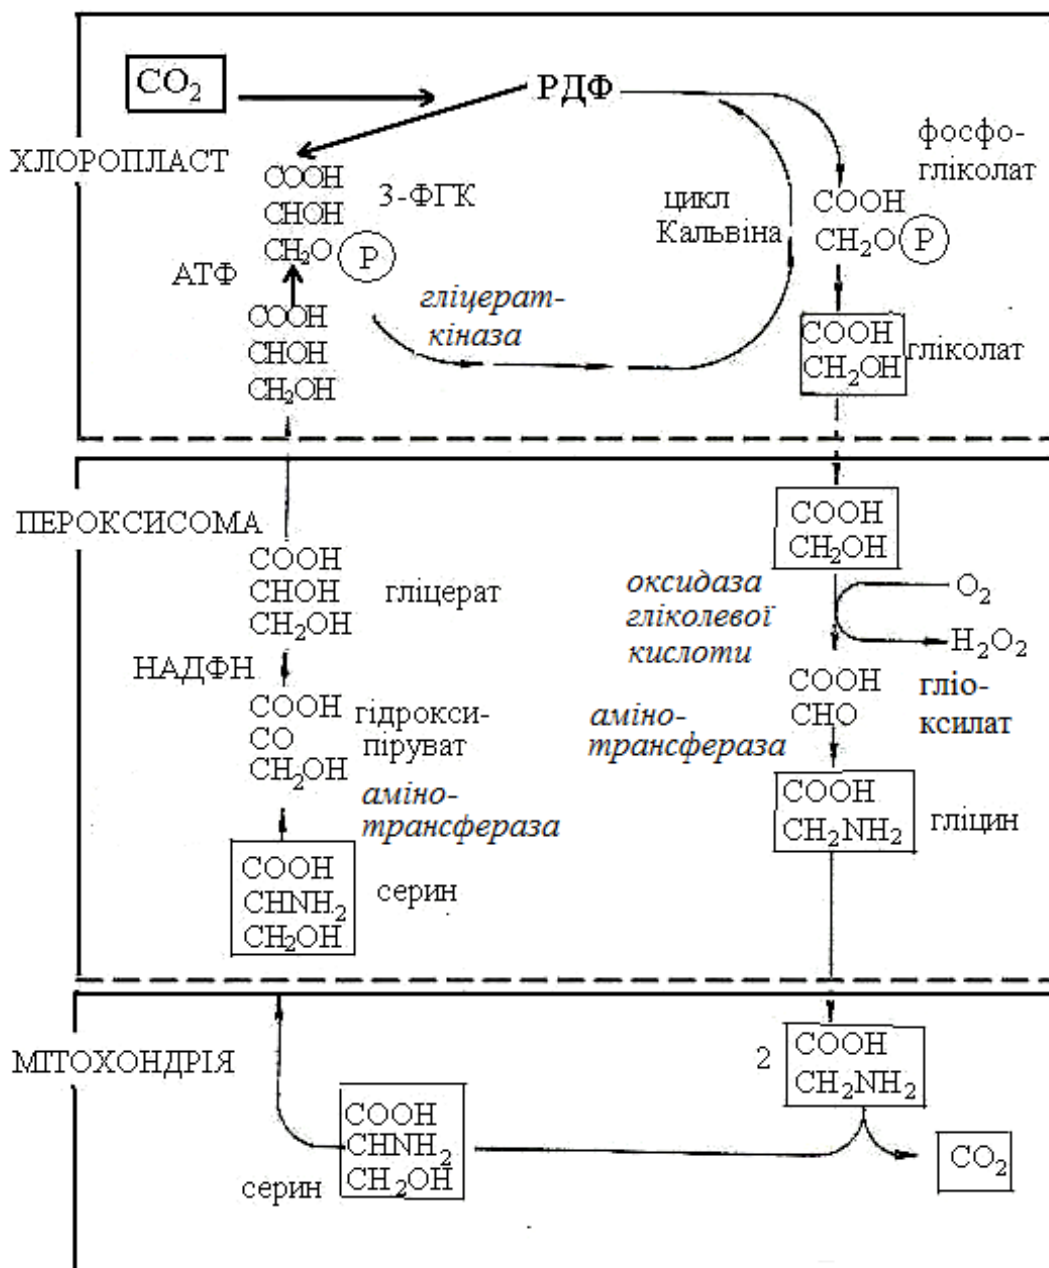 CO2
РДФ
ХЛОРОПЛАСТ
COOH
CHOH
CH2O P
3-ФГК
АТФ
COOH
CHOH
CH2OH
гліцерат-
кіназа
цикл
Кальвіна
фосфо-
гліколат
COOH
CH2O P
COOH
CH2OH
гліколат
ПЕРОКСИСОМА
COOH
CHOH
CH2OH
гліцерат
НАДФН
COOH
CO
CH2OH
гідрокси-
піруват
аміно-
трансфераза
COOH
CHNH2
CH2OH
серин
COOH
CH2OH
оксидаза
гліколевої
кислоти
O2
H2O2
COOH
CHO
гліо-
ксилат
аміно-
трансфераза
COOH
CH2NH2
гліцин
МІТОХОНДРІЯ
2
COOH
CH2NH2
COOH
CHNH2
CH2OH
серин
CO2